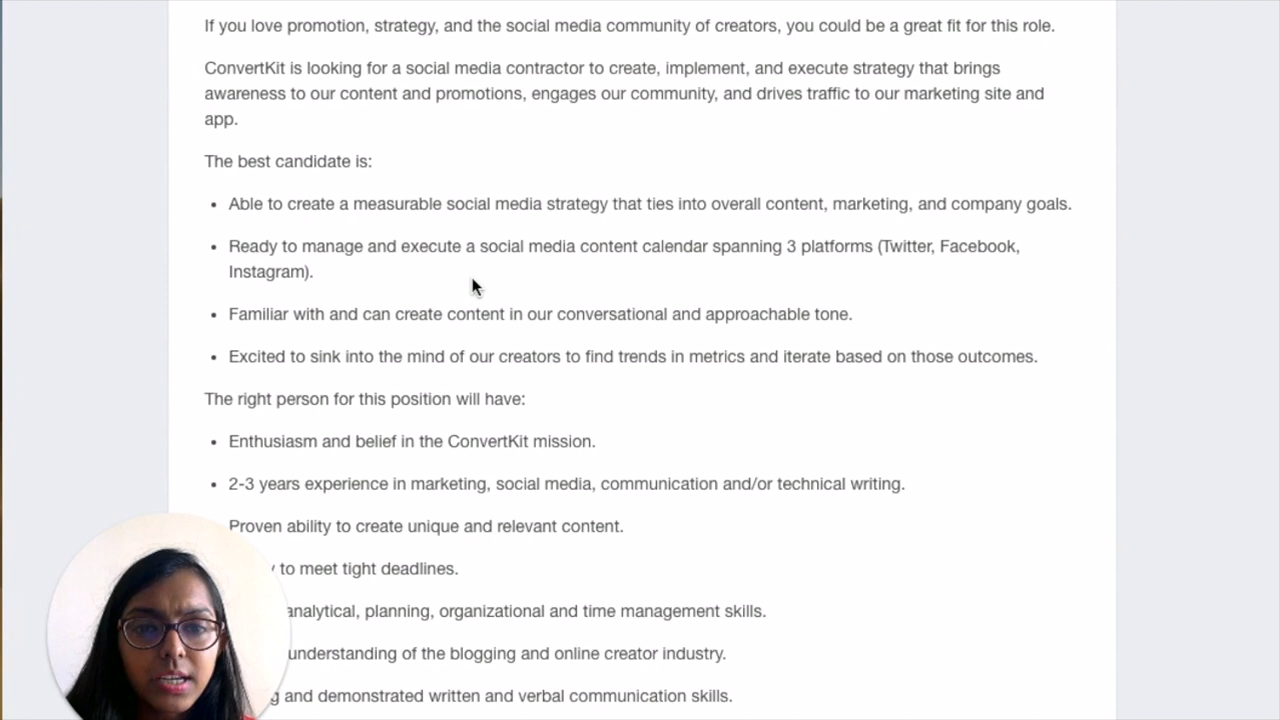 If you love promotion, strategy, and the social media community of creators, you could be a great fit for this role.
ConvertKit is looking for a social media contractor to create, implement, and execute strategy that brings
awareness to our content and promotions, engages our community, and drives traffic to our marketing site and
app.
The best candidate is:
• Able to create a measurable social media strategy that ties into overall content, marketing, and company goals.
• Ready to manage and execute a social media content calendar spanning 3 platforms (Twitter, Facebook,
Instagram).
• Familiar with and can create content in our conversational and approachable tone.
• Excited to sink into the mind of our creators to find trends in metrics and iterate based on those outcomes.
The right person for this position will have:
• Enthusiasm and belief in the ConvertKit mission.
• 2-3 years experience in marketing, social media, communication and/or technical writing.
Proven ability to create unique and relevant content.
to meet tight deadlines.
analytical, planning, organizational and time management skills.
understanding of the blogging and online creator industry.
and demonstrated written and verbal communication skills.